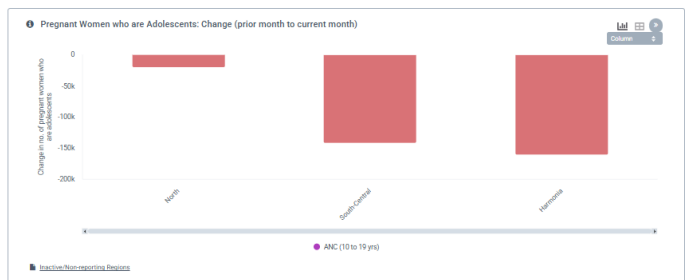 Pregnant Women who are Adolescents: Change (prior month to current month)
Column
Change in no. of pregnant women who
are adolescents
0
-50k
-100k
-150k
-200k
North
South-Central
Harmonia
ANC (10 to 19 yrs)
Inactive/Non-reporting Regions